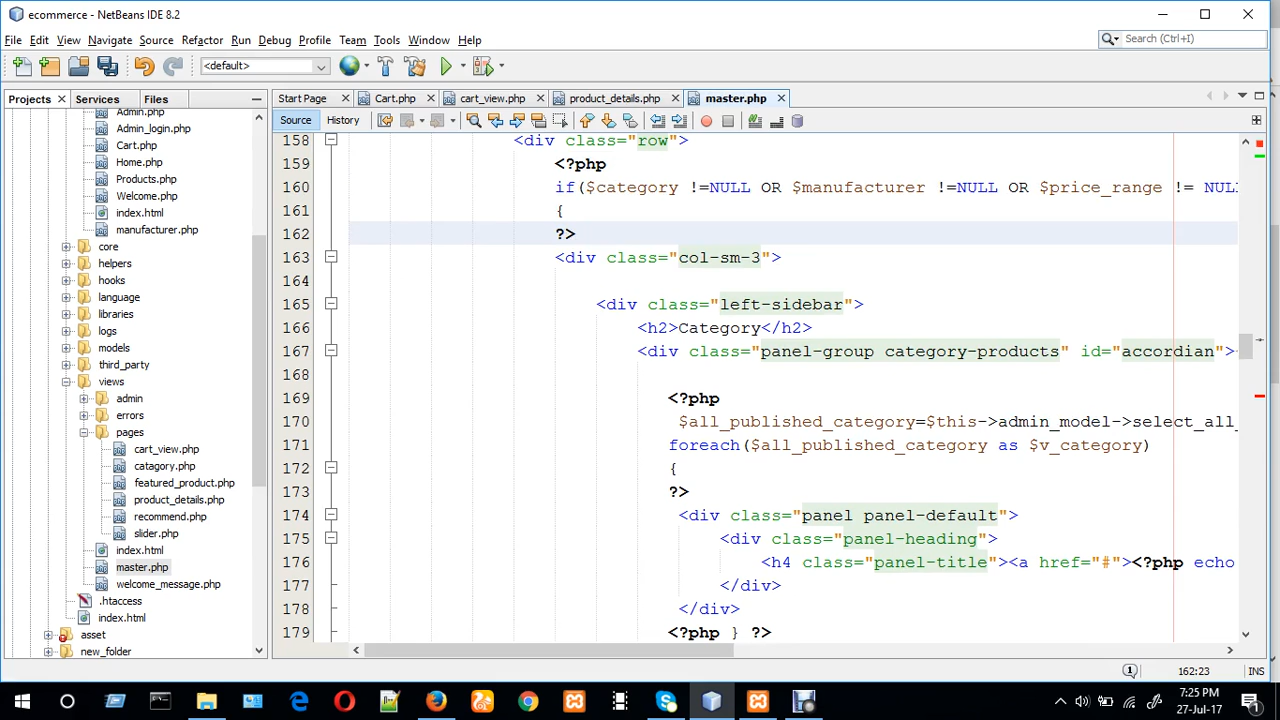 ecommerce - NetBeans IDE 8.2
File Edit View Navigate Source Refactor Run Debug Profile Team Tools Window Help
Search (Ctrl+I)
<default>
Projects Services Files
Start Page Cart.php cart_view.php product_details.php master.php
Source History
Admin.php
Admin_login.php
Cart.php
Home.php
Products.php
Welcome.php
index.html
manufacturer.php
core
helpers
hooks
language
libraries
logs
models
third_party
views
admin
errors
pages
cart_view.php
catagory.php
featured_product.php
product_details.php
recommend.php
slider.php
index.html
master.php
welcome_message.php
.htaccess
index.html
asset
new_folder
158 <div class="row">
159 <?php
160 if($category !=NULL OR $manufacturer !=NULL OR $price_range != NUL
161 {
162 ?>
163 <div class="col-sm-3">
164
165 <div class="left-sidebar">
166 <h2>Category</h2>
167 <div class="panel-group category-products" id="accordian">
168
169 <?php
170 $all_published_category=$this->admin_model->select_all_
171 foreach($all_published_category as $v_category)
172 {
173 ?>
174 <div class="panel panel-default">
175 <div class="panel-heading">
176 <h4 class="panel-title"><a href="#"><?php echo
177 </div>
178 </div>
179 <?php } ?>
1 162:23 INS
7:25 PM
27-Jul-17
1